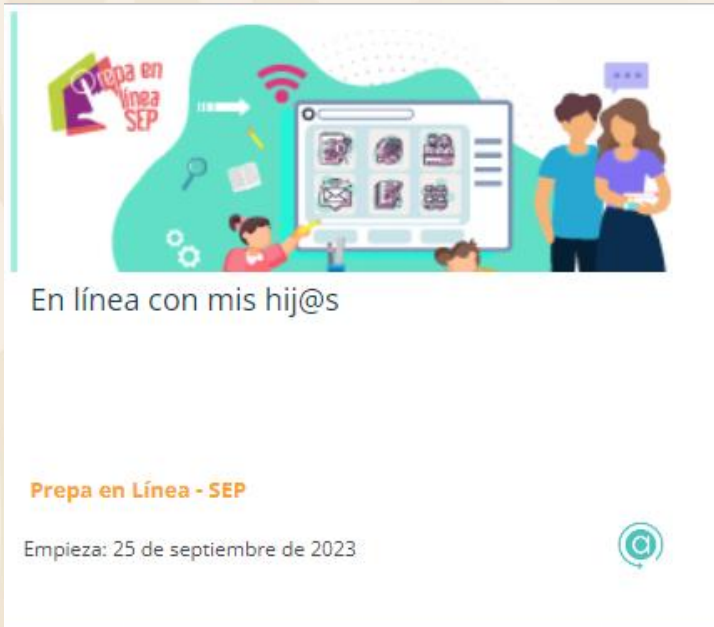 Prepa en
línea
SEP
En línea con mis hij@s
Prepa en Línea - SEP
Empieza: 25 de septiembre de 2023
@